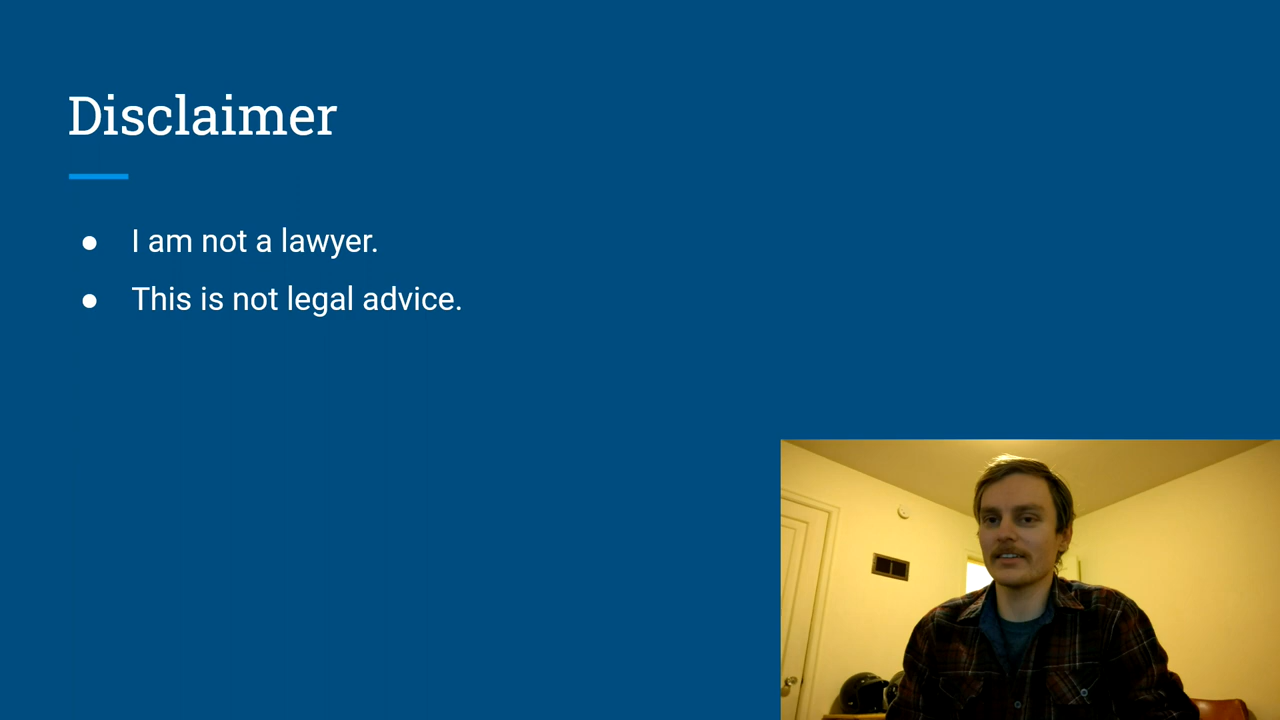 Disclaimer
● I am not a lawyer.
● This is not legal advice.